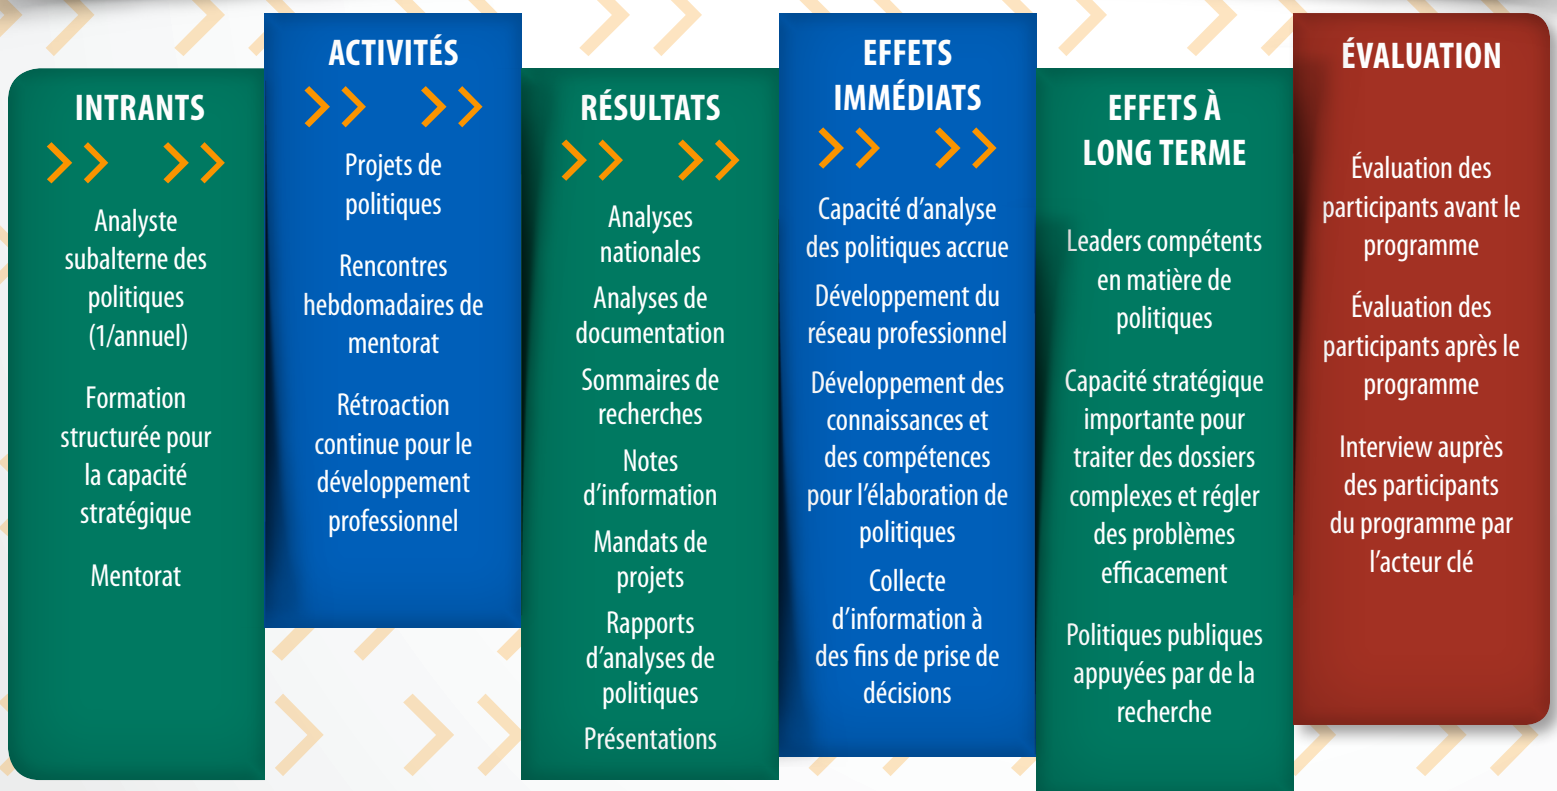 INTRANTS
Analyste
subalterne des
politiques
(1/annuel)
Formation
structurée pour
la capacité
stratégique
Mentorat
ACTIVITÉS
Projets de
politiques
Rencontres
hebdomadaires de
mentorat
Rétroaction
continue pour le
développement
professionnel
RÉSULTATS
Analyses
nationales
Analyses de
documentation
Sommaires de
recherches
Notes
d’information
Mandats de
projets
Rapports
d’analyses de
politiques
Présentations
EFFETS
IMMÉDIATS
Capacité d’analyse
des politiques accrue
Développement du
réseau professionnel
Développement des
connaissances et
des compétences
pour l’élaboration de
politiques
Collecte
d’information à
des fins de prise de
décisions
EFFETS À
LONG TERME
Leaders compétents
en matière de
politiques
Capacité stratégique
importante pour
traiter des dossiers
complexes et régler
des problèmes
efficacement
Politiques publiques
appuyées par de la
recherche
ÉVALUATION
Évaluation des
participants avant le
programme
Évaluation des
participants après le
programme
Interview auprès
des participants
du programme par
l’acteur clé